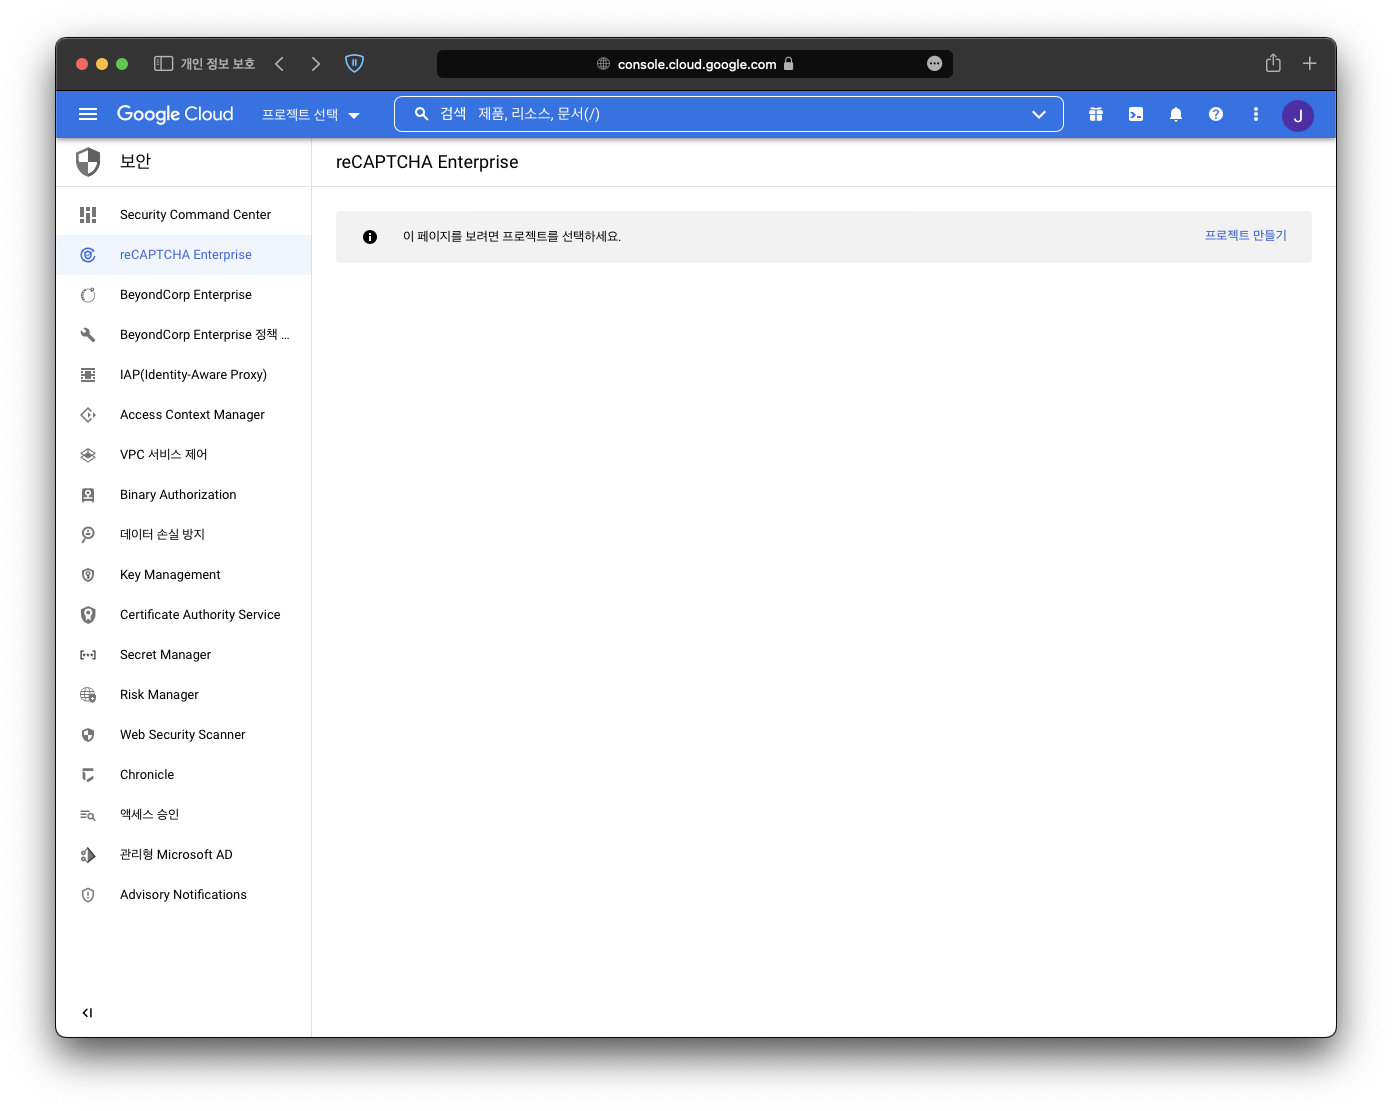 개인 정보 보호
console.cloud.google.com
Google Cloud
프로젝트 선택
검색 제품, 리소스, 문서(/)
J
보안
reCAPTCHA Enterprise
Security Command Center
이 페이지를 보려면 프로젝트를 선택하세요.
프로젝트 만들기
reCAPTCHA Enterprise
BeyondCorp Enterprise
BeyondCorp Enterprise 정책 ...
IAP(Identity-Aware Proxy)
Access Context Manager
VPC 서비스 제어
Binary Authorization
데이터 손실 방지
Key Management
Certificate Authority Service
Secret Manager
Risk Manager
Web Security Scanner
Chronicle
액세스 승인
관리형 Microsoft AD
Advisory Notifications